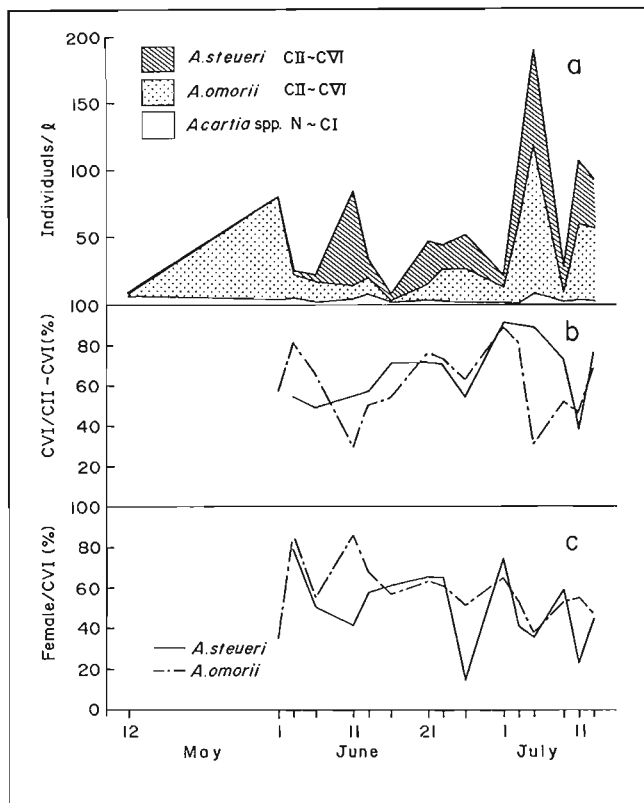 200
A.steueri CII~CVI
a
150
A.omorii CII~CVI
Acartia spp. N ~ CI
Individuals/ℓ
100
50
100
b
CVI/CII-CVI(%)
80
60
40
20
100
c
Female/CVI (%)
80
60
40
A.steueri
20
A.omorii
0
12 1 11 21 1 11
May June July